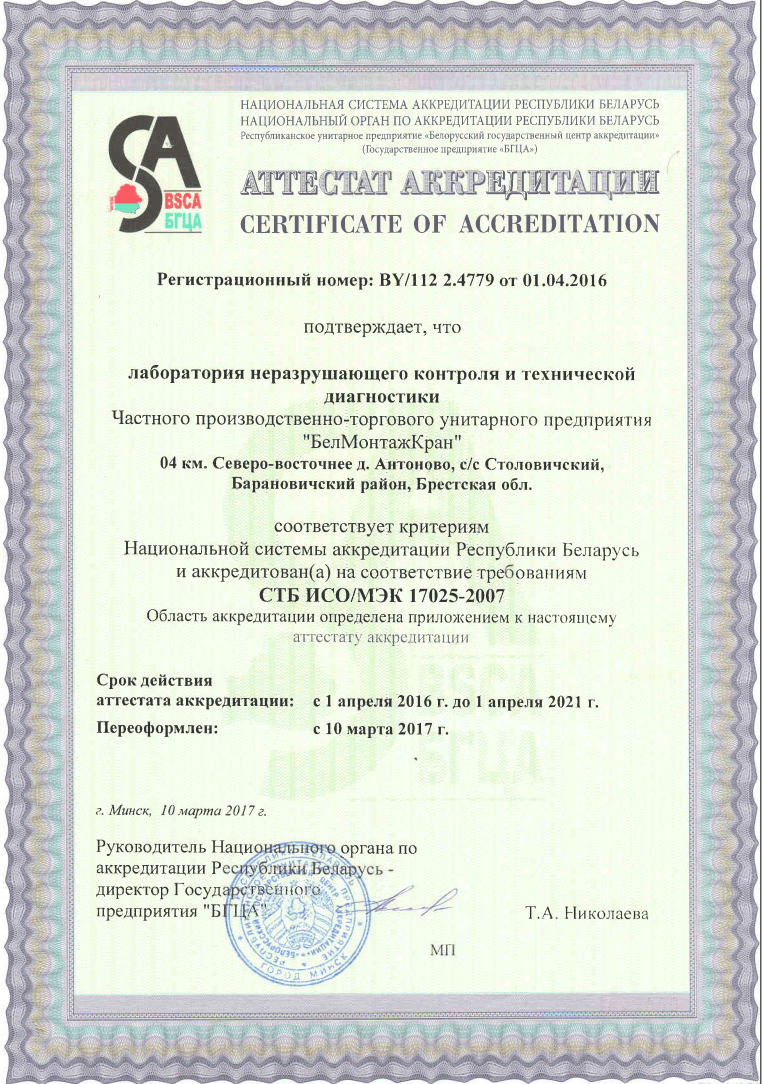 НАЦИОНАЛЬНАЯ СИСТЕМА АККРЕДИТАЦИИ РЕСПУБЛИКИ БЕЛАРУСЬ
НАЦИОНАЛЬНЫЙ ОРГАН ПО АККРЕДИТАЦИИ РЕСПУБЛИКИ БЕЛАРУСЬ
Республиканское унитарное предприятие «Белорусский государственный центр аккредитации»
(Государственное предприятие «БГЦА»)
BSCA
БГЦА
АТТЕСТАТ АККРЕДИТАЦИИ
CERTIFICATE OF ACCREDITATION
Регистрационный номер: BY/112 2.4779 от 01.04.2016
подтверждает, что
лаборатория неразрушающего контроля и технической
диагностики
Частного производственно-торгового унитарного предприятия
"БелМонтажКран"
04 км. Северо-восточнее д. Антоново, с/с Столовичский,
Барановичский район, Брестская обл.
соответствует критериям
Национальной системы аккредитации Республики Беларусь
и аккредитован(а) на соответствие требованиям
СТБ ИСО/МЭК 17025-2007
Область аккредитации определена приложением к настоящему
аттестату аккредитации
Срок действия
аттестата аккредитации: с 1 апреля 2016 г. до 1 апреля 2021 г.
Переоформлен: с 10 марта 2017 г.
г. Минск, 10 марта 2017 г.
Руководитель Национального органа по
аккредитации Республики Беларусь -
директор Государственного
предприятия "БГЦА"
Т.А. Николаева
МП
ГОРОД МИНСК